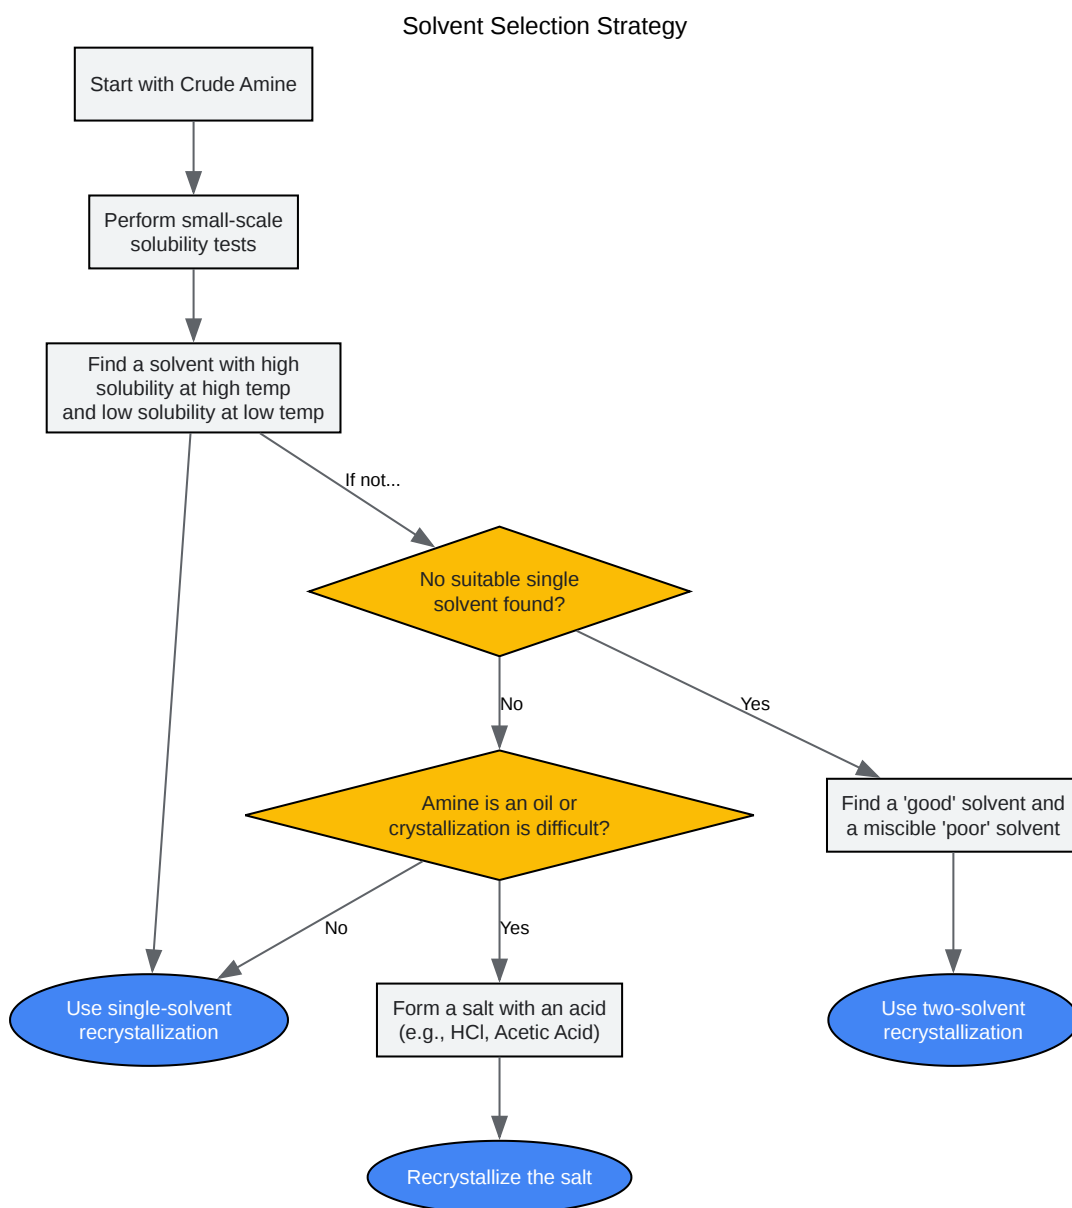 Solvent Selection Strategy
Start with Crude Amine
Perform small-scale
solubility tests
Find a solvent with high
solubility at high temp
and low solubility at low temp
If not...
No suitable single
solvent found?
No
Yes
Amine is an oil or
crystallization is difficult?
Find a 'good' solvent and
a miscible 'poor' solvent
No
Yes
Use single-solvent
recrystallization
Form a salt with an acid
(e.g., HCl, Acetic Acid)
Use two-solvent
recrystallization
Recrystallize the salt